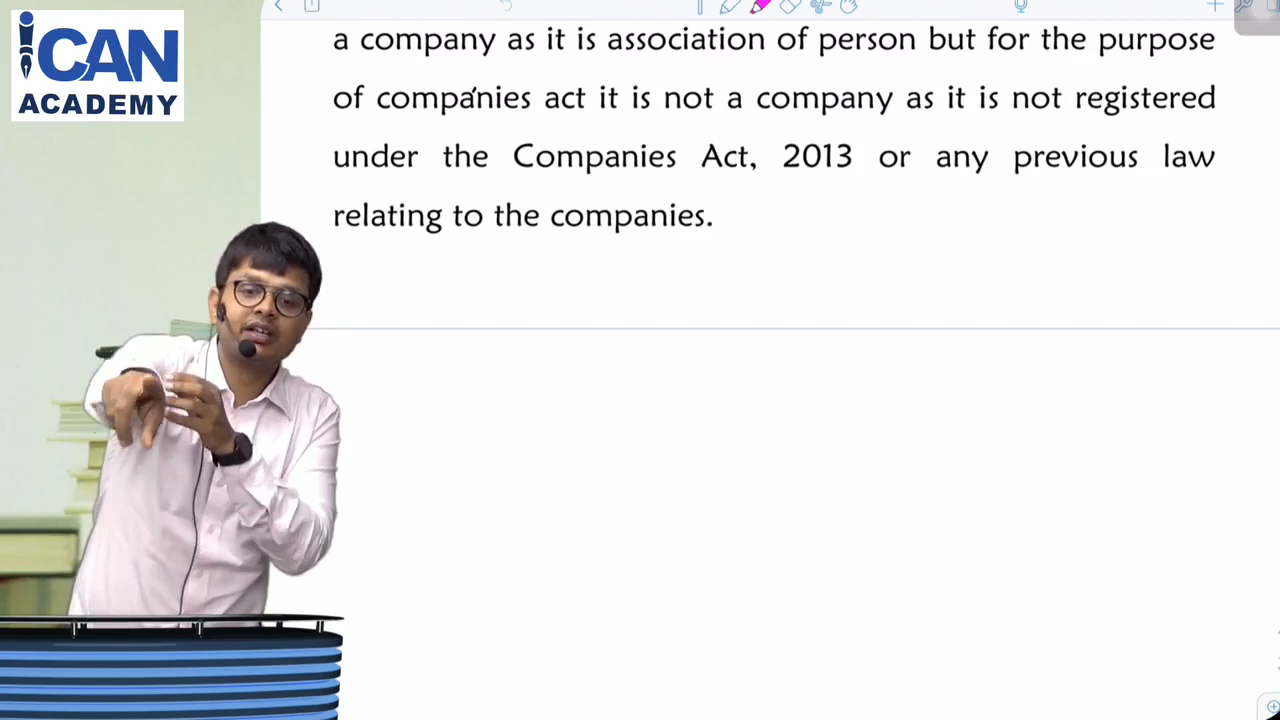 iCAN
ACADEMY
a company as it is association of person but for the purpose
of companies act it is not a company as it is not registered
under the Companies Act, 2013 or any previous law
relating to the companies.